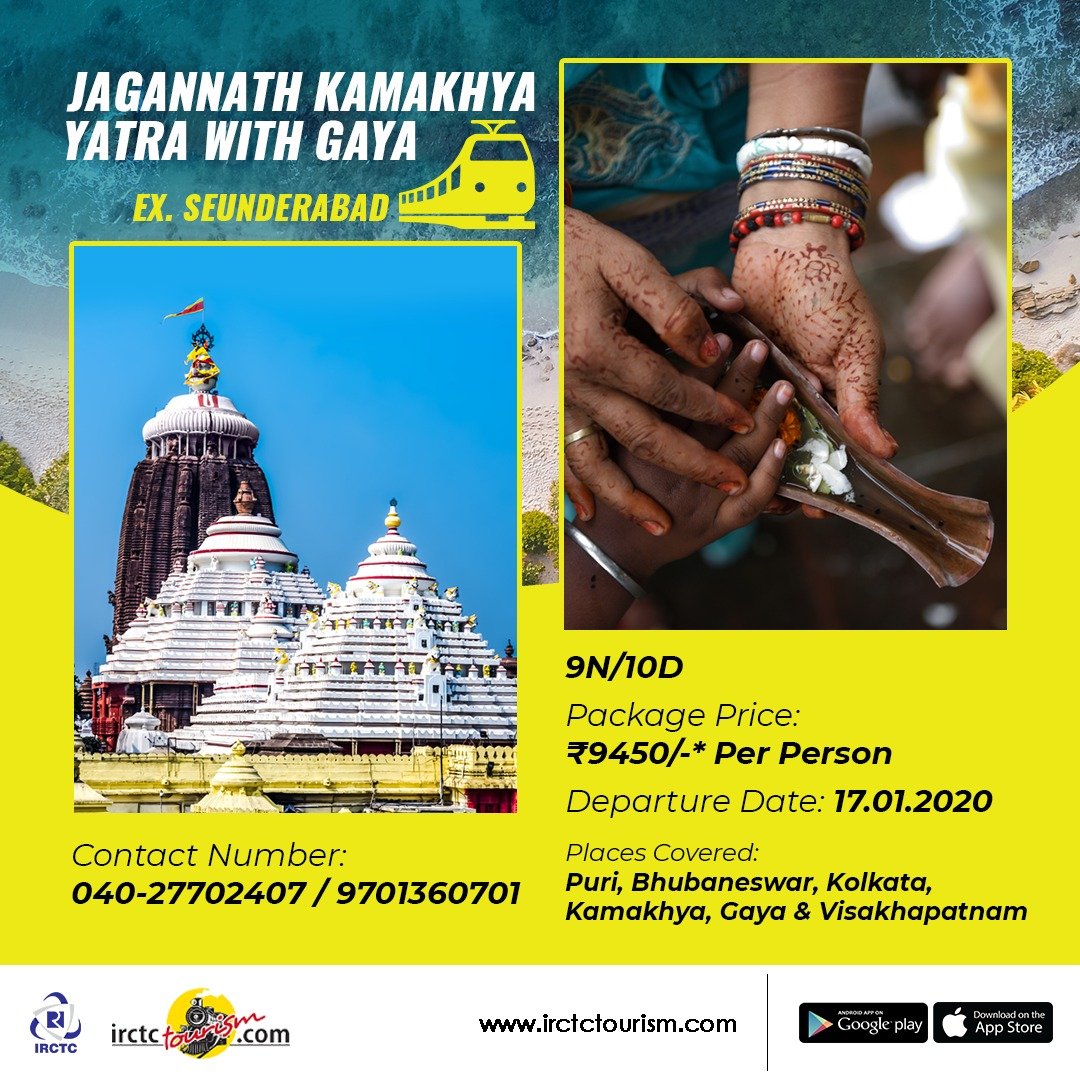 JAGANNATH KAMAKHYA
YATRA WITH GAYA
EX. SEUNDERABAD
9N/10D
Package Price:
₹9450/-* Per Person
Departure Date: 17.01.2020
Places Covered:
Puri, Bhubaneswar, Kolkata,
Kamakhya, Gaya & Visakhapatnam
Contact Number:
040-27702407 / 9701360701
IRCTC
irctc tourism .com
www.irctctourism.com
ANDROID APP ON
Google play
Download on the
App Store